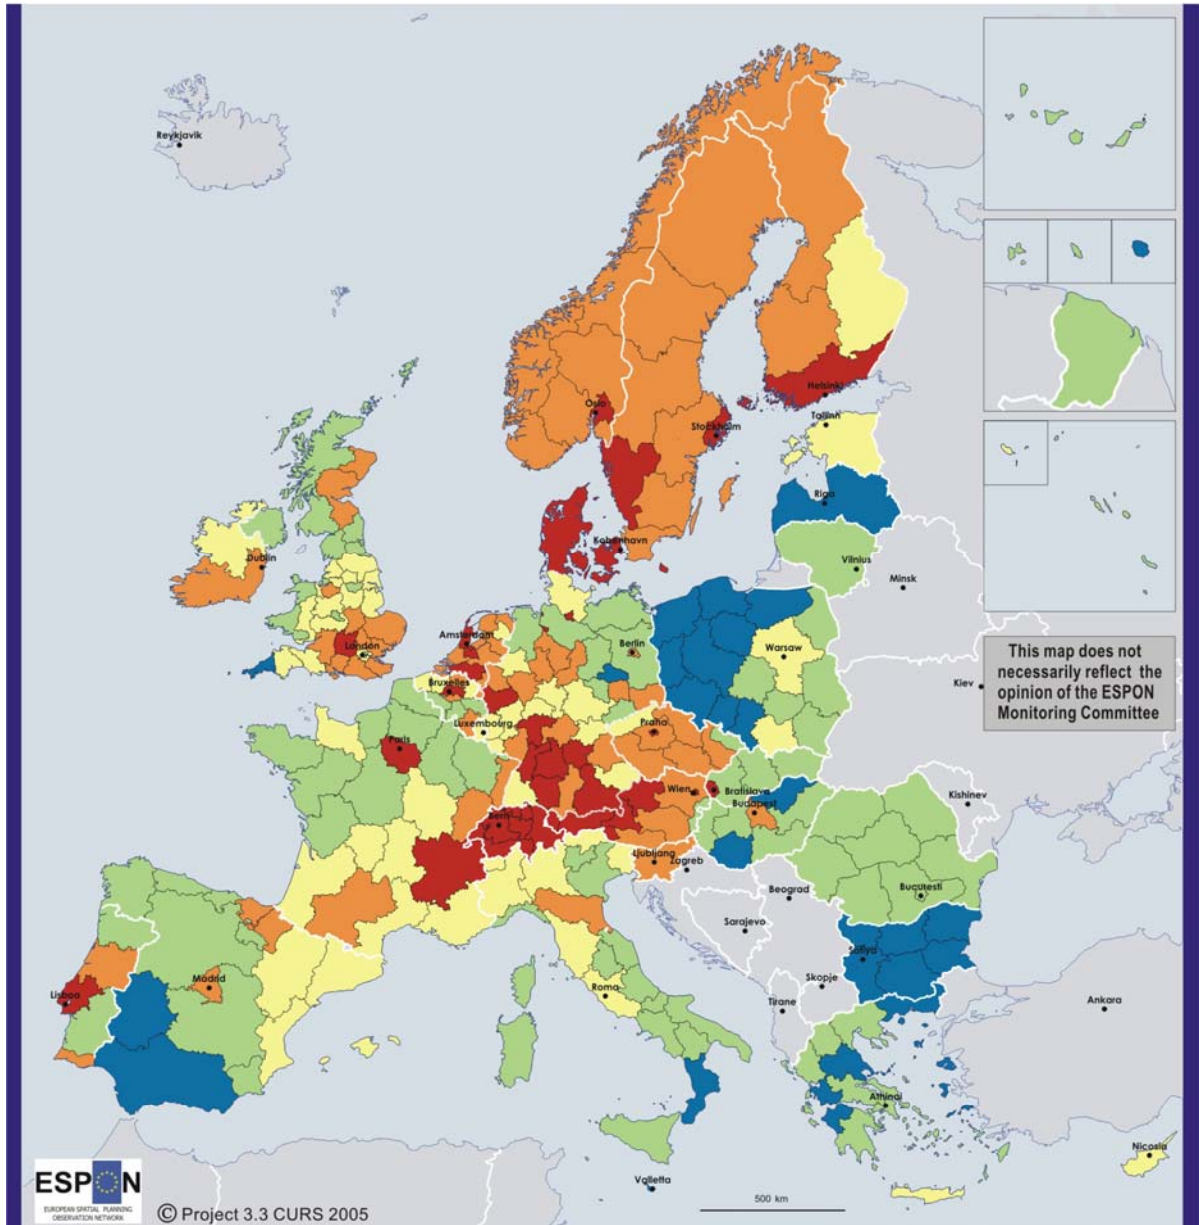 Reykjavik
Helsinki
Oslo
Tallinn
Stockholm
Riga
Kobenhavn
Dublin
Vilnius
Minsk
Amsterdam
Berlin
London
Warsaw
This map does not
necessarily reflect the
opinion of the ESPON
Monitoring Committee
Bruxelles
Kiev
Luxembourg
Praha
Paris
Wien
Bratislava
Kishinev
Budapest
Bern
Ljubljana
Zagreb
Beograd
Bucuresti
Sarajevo
Sofiya
Madrid
Roma
Skopje
Lisboa
Tirane
Ankara
Athinai
Nicosia
Valletta
ESPON
EUROPEAN SPATIAL PLANNING
OBSERVATION NETWORK
© Project 3.3 CURS 2005
500 km